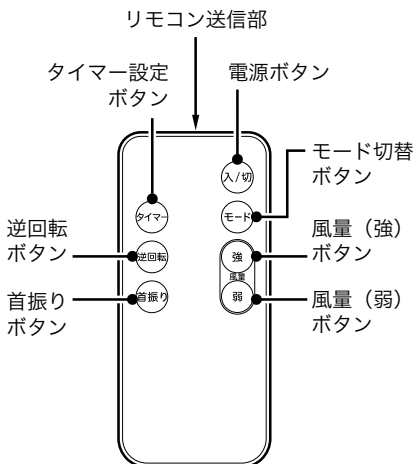 リモコン送信部
タイマー設定
ボタン
電源ボタン
モード切替
ボタン
入/切
タイマー
モード
逆回転
ボタン
逆回転
強
風量（強）
ボタン
風量
首振り
ボタン
首振り
弱
風量（弱）
ボタン